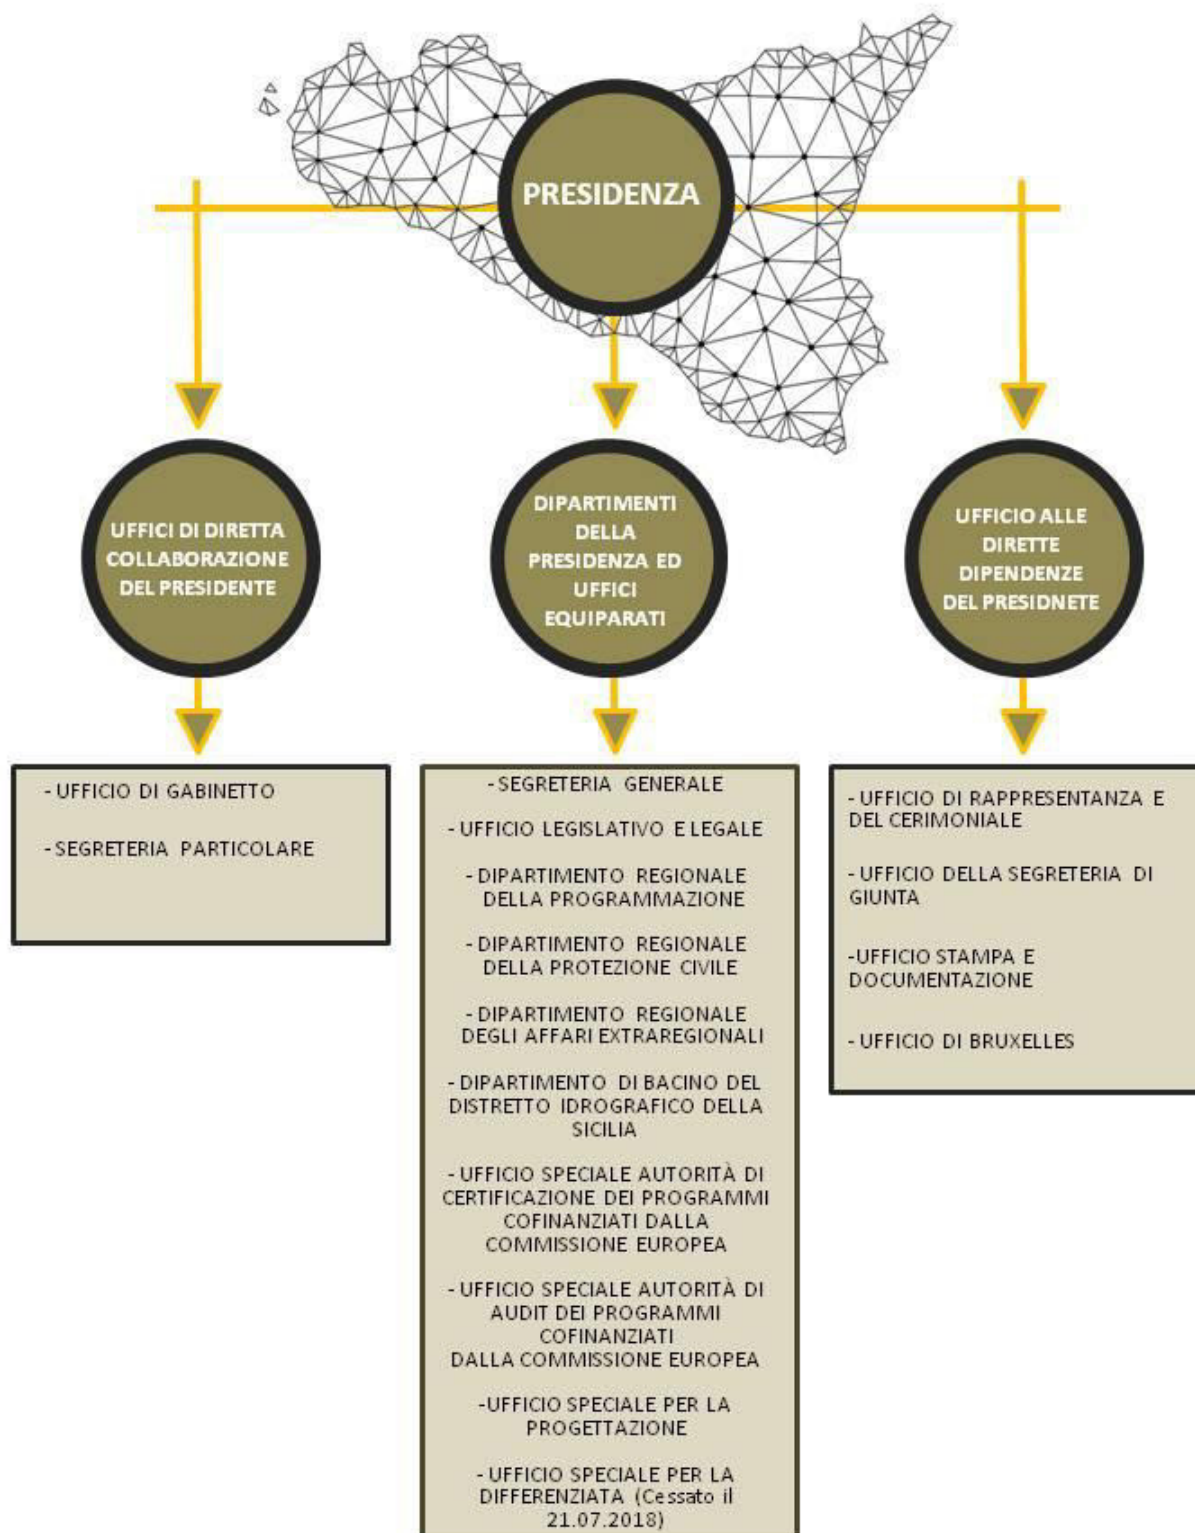 PRESIDENZA
UFFICI DI DIRETTA
COLLABORAZIONE
DEL PRESIDENTE
DIPARTIMENTI
DELLA
PRESIDENZA ED
UFFICI
EQUIPARATI
UFFICIO ALLE
DIRETTE
DIPENDENZE
DEL PRESIDNETE
- UFFICIO DI GABINETTO
- SEGRETERIA PARTICOLARE
- SEGRETERIA GENERALE
- UFFICIO LEGISLATIVO E LEGALE
- DIPARTIMENTO REGIONALE
DELLA PROGRAMMAZIONE
- DIPARTIMENTO REGIONALE
DELLA PROTEZIONE CIVILE
- DIPARTIMENTO REGIONALE
DEGLI AFFARI EXTRAREGIONALI
- DIPARTIMENTO DI BACINO DEL
DISTRETTO IDROGRAFICO DELLA
SICILIA
- UFFICIO SPECIALE AUTORITÀ DI
CERTIFICAZIONE DEI PROGRAMMI
COFINANZIATI DALLA
COMMISSIONE EUROPEA
- UFFICIO SPECIALE AUTORITÀ DI
AUDIT DEI PROGRAMMI
COFINANZIATI
DALLA COMMISSIONE EUROPEA
-UFFICIO SPECIALE PER LA
PROGETTAZIONE
- UFFICIO SPECIALE PER LA
DIFFERENZIATA (Cessato il
21.07.2018)
- UFFICIO DI RAPPRESENTANZA E
DEL CERIMONIALE
- UFFICIO DELLA SEGRETERIA DI
GIUNTA
-UFFICIO STAMPA E
DOCUMENTAZIONE
- UFFICIO DI BRUXELLES